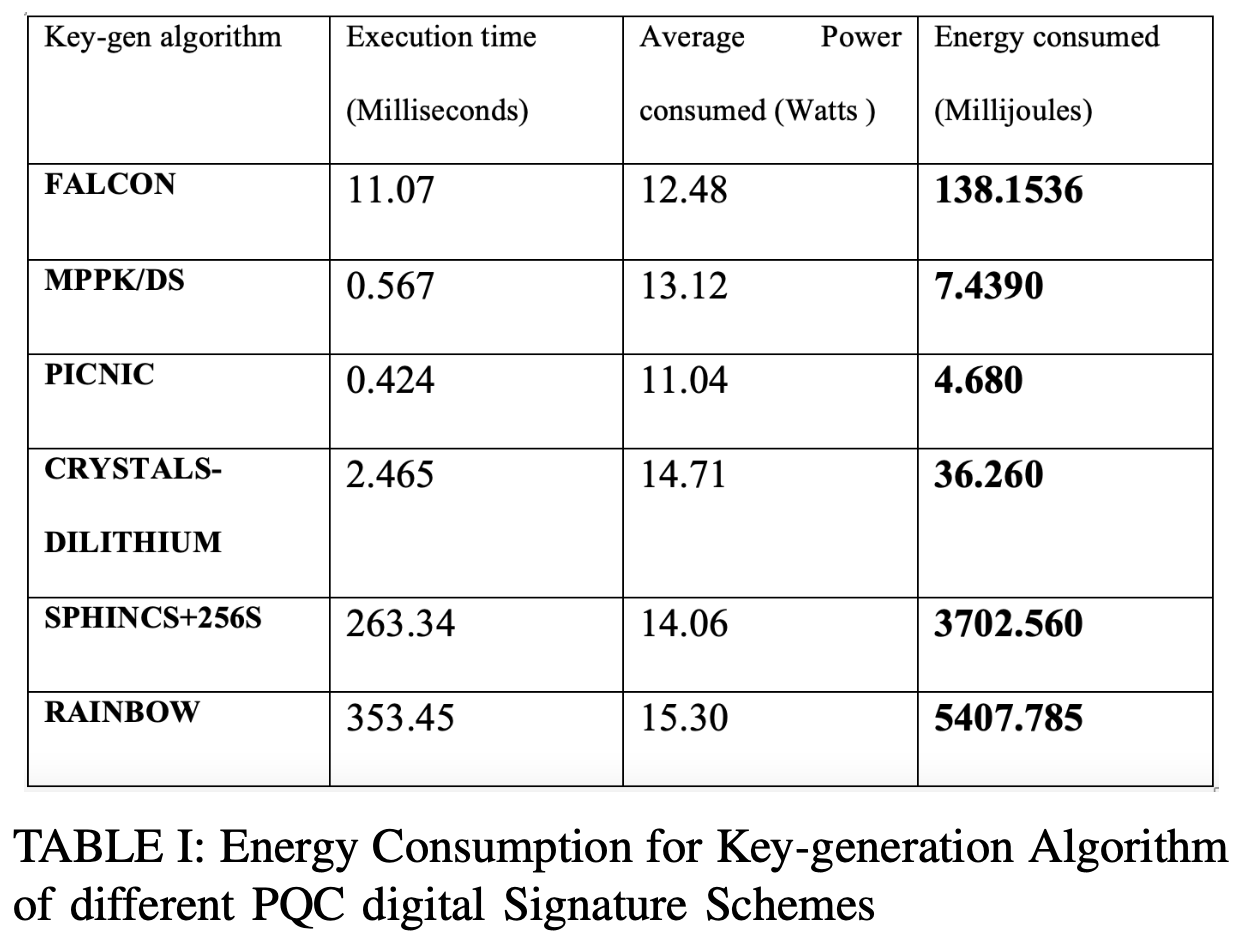 Key-gen algorithm Execution time Average Power Energy consumed
(Milliseconds) consumed (Watts ) (Millijoules)
FALCON 11.07 12.48 138.1536
MPPK/DS 0.567 13.12 7.4390
PICNIC 0.424 11.04 4.680
CRYSTALS- 2.465 14.71 36.260
DILITHIUM
SPHINCS+256S 263.34 14.06 3702.560
RAINBOW 353.45 15.30 5407.785
TABLE I: Energy Consumption for Key-generation Algorithm
of different PQC digital Signature Schemes